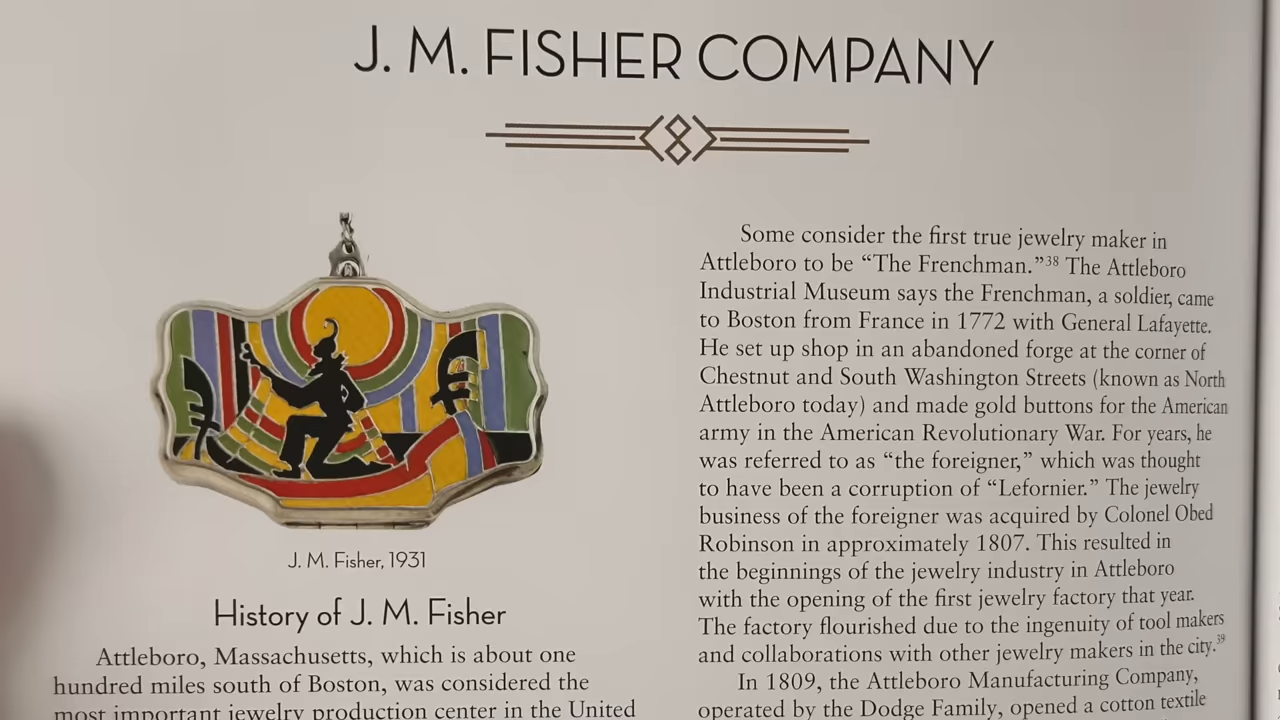 J. M. FISHER COMPANY
J. M. Fisher, 1931
History of J. M. Fisher
Attleboro, Massachusetts, which is about one
hundred miles south of Boston, was considered the
most important jewelry production center in the United
Some consider the first true jewelry maker in
Attleboro to be “The Frenchman.”38 The Attleboro
Industrial Museum says the Frenchman, a soldier, came
to Boston from France in 1772 with General Lafayette.
He set up shop in an abandoned forge at the corner of
Chestnut and South Washington Streets (known as North
Attleboro today) and made gold buttons for the American
army in the American Revolutionary War. For years, he
was referred to as “the foreigner,” which was thought
to have been a corruption of “Lefornier.” The jewelry
business of the foreigner was acquired by Colonel Obed
Robinson in approximately 1807. This resulted in
the beginnings of the jewelry industry in Attleboro
with the opening of the first jewelry factory that year.
The factory flourished due to the ingenuity of tool makers
and collaborations with other jewelry makers in the city.39
In 1809, the Attleboro Manufacturing Company,
operated by the Dodge Family, opened a cotton textile